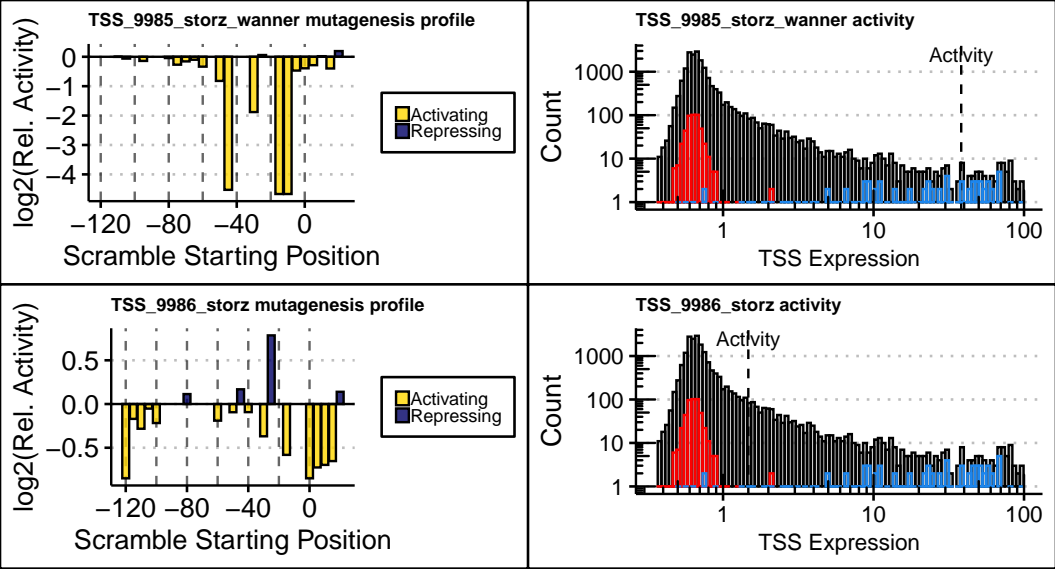 TSS_9985_storz_wanner mutagenesis profile
log2(Rel. Activity)
0
−1
−2
−3
−4
−120 −80 −40 0
Scramble Starting Position
Activating
Repressing
TSS_9985_storz_wanner activity
Activity
Count
1000
100
10
1
1 10 100
TSS Expression
TSS_9986_storz mutagenesis profile
log2(Rel. Activity)
0.5
0.0
−0.5
−120 −80 −40 0
Scramble Starting Position
Activating
Repressing
TSS_9986_storz activity
Activity
Count
1000
100
10
1
1 10 100
TSS Expression